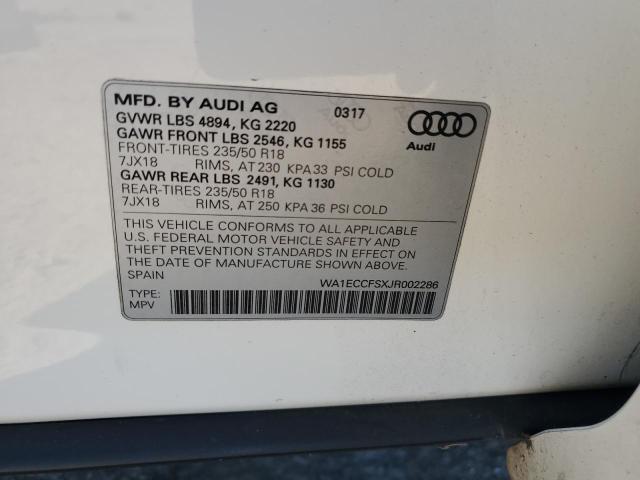 MFD. BY AUDI AG 0317
GVWR LBS 4894, KG 2220
GAWR FRONT LBS 2546, KG 1155
FRONT-TIRES 235/50 R18
7JX18 RIMS, AT 230 KPA 33 PSI COLD
GAWR REAR LBS 2491, KG 1130
REAR-TIRES 235/50 R18
7JX18 RIMS, AT 250 KPA 36 PSI COLD
Audi
THIS VEHICLE CONFORMS TO ALL APPLICABLE
U.S. FEDERAL MOTOR VEHICLE SAFETY AND
THEFT PREVENTION STANDARDS IN EFFECT ON
THE DATE OF MANUFACTURE SHOWN ABOVE.
SPAIN
WA1ECCFSXJR002286
TYPE:
MPV